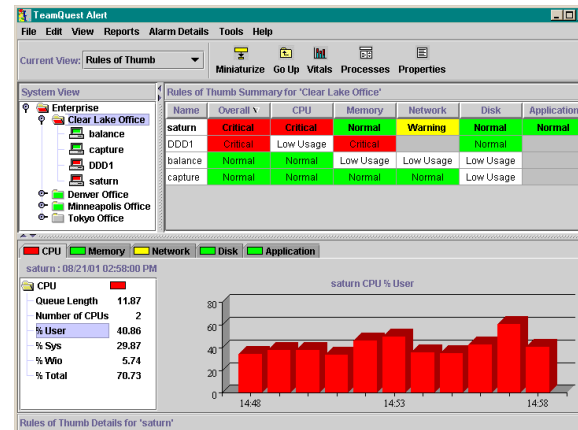 TeamQuest Alert
File Edit View Reports Alarm Details Tools Help
Current View: Rules of Thumb
Miniaturize Go Up Vitals Processes Properties
System View
Enterprise
Clear Lake Office
balance
capture
DDD1
saturn
Denver Office
Minneapolis Office
Tokyo Office
Rules of Thumb Summary for 'Clear Lake Office'
Name Overall CPU Memory Network Disk Application
saturn Critical Critical Normal Warning Normal Normal
DDD1 Critical Low Usage Critical Normal
balance Normal Normal Low Usage Low Usage Low Usage
capture Normal Normal Normal Normal Low Usage
CPU Memory Network Disk Application
saturn : 08/21/01 02:58:00 PM
CPU
Queue Length 11.87
Number of CPUs 2
% User 40.86
% Sys 29.87
% Wio 5.74
% Total 70.73
saturn CPU % User
80
60
40
20
0
14:48 14:53 14:58
Rules of Thumb Details for 'saturn'